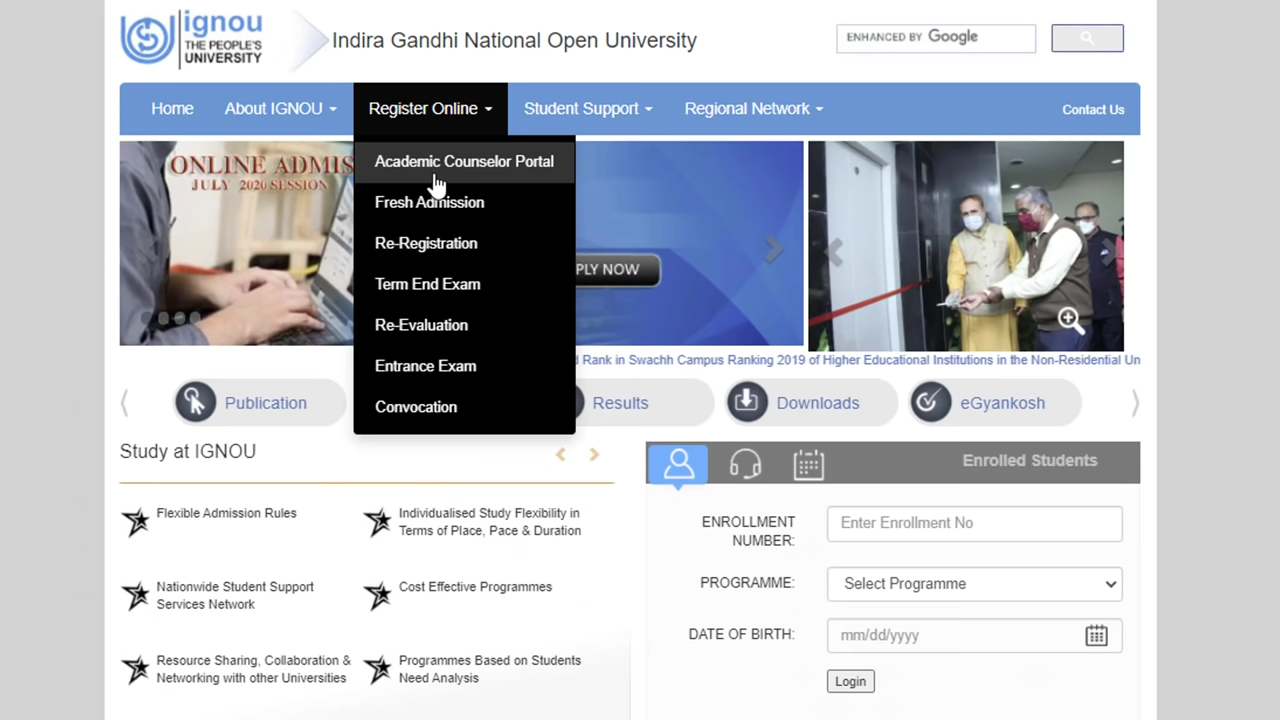 ignou
THE PEOPLE'S
UNIVERSITY
Indira Gandhi National Open University
ENHANCED BY Google
Home
About IGNOU
Register Online
Student Support
Regional Network
Contact Us
ONLINE ADMIS
JULY 2020 SESSION
Academic Counselor Portal
Fresh Admission
Re-Registration
Term End Exam
Re-Evaluation
Entrance Exam
Convocation
PLY NOW
Rank in Swachh Campus Ranking 2019 of Higher Educational Institutions in the Non-Residential Un
Publication
Results
Downloads
eGyankosh
Study at IGNOU
Flexible Admission Rules
Individualised Study Flexibility in
Terms of Place, Pace & Duration
Nationwide Student Support
Services Network
Cost Effective Programmes
Resource Sharing, Collaboration &
Networking with other Universities
Programmes Based on Students
Need Analysis
Enrolled Students
ENROLLMENT
NUMBER:
Enter Enrollment No
PROGRAMME:
Select Programme
DATE OF BIRTH:
mm/dd/yyyy
Login